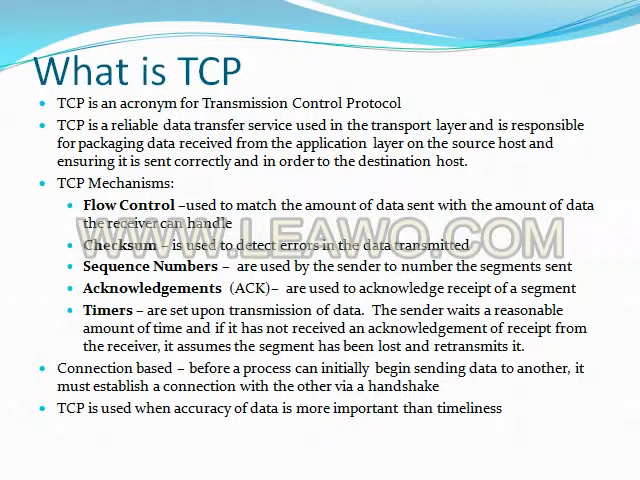 What is TCP
• TCP is an acronym for Transmission Control Protocol
• TCP is a reliable data transfer service used in the transport layer and is responsible
for packaging data received from the application layer on the source host and
ensuring it is sent correctly and in order to the destination host.
• TCP Mechanisms:
• Flow Control –used to match the amount of data sent with the amount of data
the receiver can handle
WWW.LEAWO.COM
• Checksum – is used to detect errors in the data transmitted
• Sequence Numbers – are used by the sender to number the segments sent
• Acknowledgements (ACK)– are used to acknowledge receipt of a segment
• Timers – are set upon transmission of data. The sender waits a reasonable
amount of time and if it has not received an acknowledgement of receipt from
the receiver, it assumes the segment has been lost and retransmits it.
• Connection based – before a process can initially begin sending data to another, it
must establish a connection with the other via a handshake
• TCP is used when accuracy of data is more important than timeliness